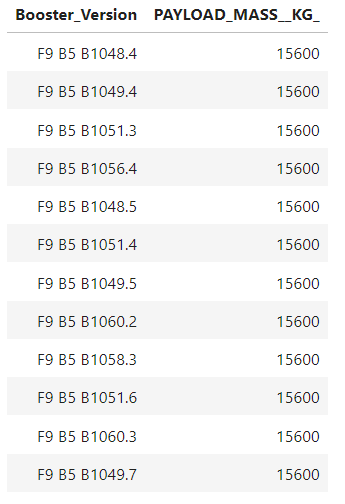 Booster_Version PAYLOAD_MASS__KG_
F9 B5 B1048.4 15600
F9 B5 B1049.4 15600
F9 B5 B1051.3 15600
F9 B5 B1056.4 15600
F9 B5 B1048.5 15600
F9 B5 B1051.4 15600
F9 B5 B1049.5 15600
F9 B5 B1060.2 15600
F9 B5 B1058.3 15600
F9 B5 B1051.6 15600
F9 B5 B1060.3 15600
F9 B5 B1049.7 15600